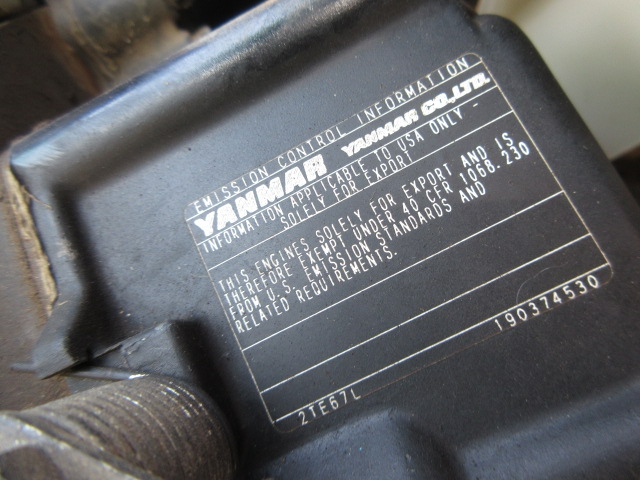 EMISSION CONTROL INFORMATION
YANMAR YANMAR CO.,LTD.
INFORMATION APPLICABLE TO USA ONLY -
SOLELY FOR EXPORT
THIS ENGINES SOLELY FOR EXPORT AND IS
THEREFORE EXEMPT UNDER 40 CER 1068.230
FROM U.S. EMISSION STANDARDS AND
RELATED REQUIREMENTS.
190374530
2TE67L